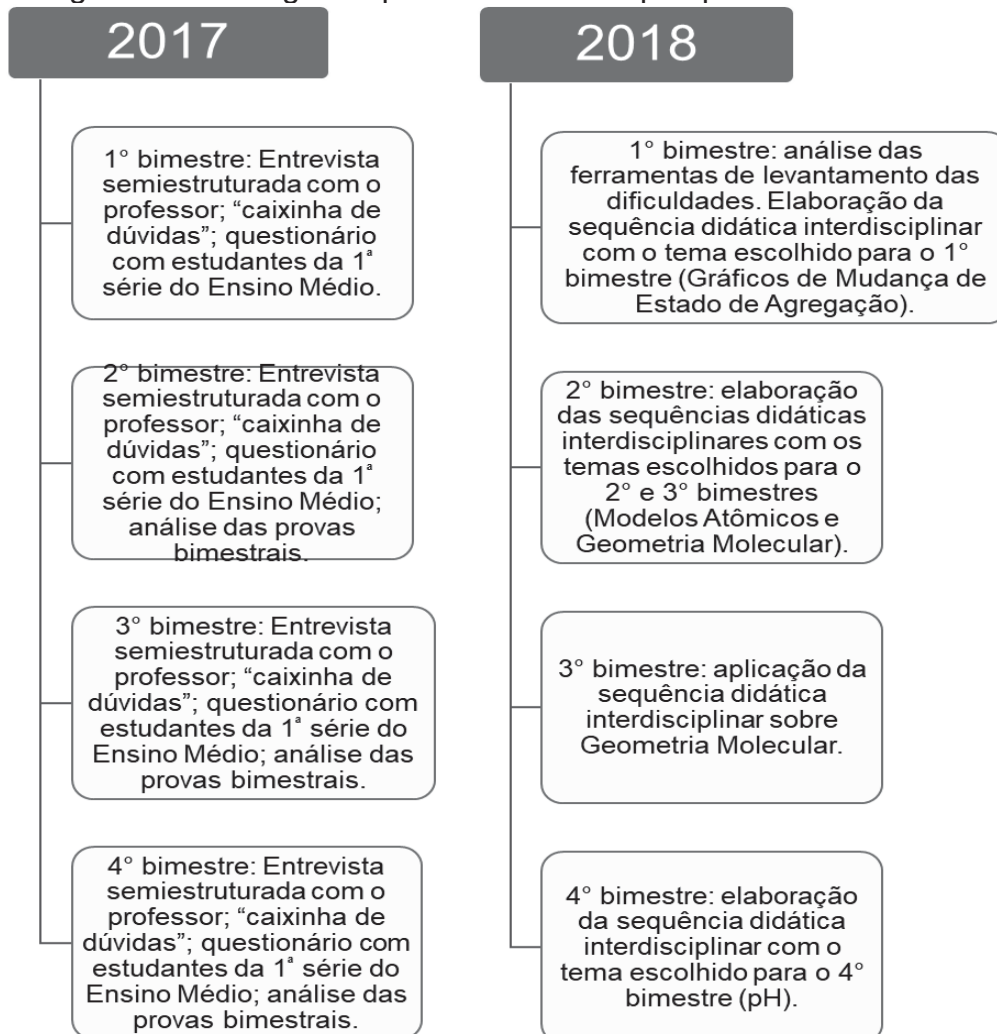 2017
1° bimestre: Entrevista
semiestruturada com o
professor; “caixinha de
dúvidas”; questionário
com estudantes da 1ª
série do Ensino Médio.
2° bimestre: Entrevista
semiestruturada com o
professor; “caixinha de
dúvidas”; questionário
com estudantes da 1ª
série do Ensino Médio;
análise das provas
bimestrais.
3° bimestre: Entrevista
semiestruturada com o
professor; “caixinha de
dúvidas”; questionário com
estudantes da 1ª série do
Ensino Médio; análise das
provas bimestrais.
4° bimestre: Entrevista
semiestruturada com o
professor; “caixinha de
dúvidas”; questionário com
estudantes da 1ª série do
Ensino Médio; análise das
provas bimestrais.
2018
1° bimestre: análise das
ferramentas de levantamento das
dificuldades. Elaboração da
sequência didática interdisciplinar
com o tema escolhido para o 1°
bimestre (Gráficos de Mudança de
Estado de Agregação).
2° bimestre: elaboração
das sequências didáticas
interdisciplinares com os
temas escolhidos para o
2° e 3° bimestres
(Modelos Atômicos e
Geometria Molecular).
3° bimestre: aplicação da
sequência didática
interdisciplinar sobre
Geometria Molecular.
4° bimestre: elaboração
da sequência didática
interdisciplinar com o
tema escolhido para o 4°
bimestre (pH).